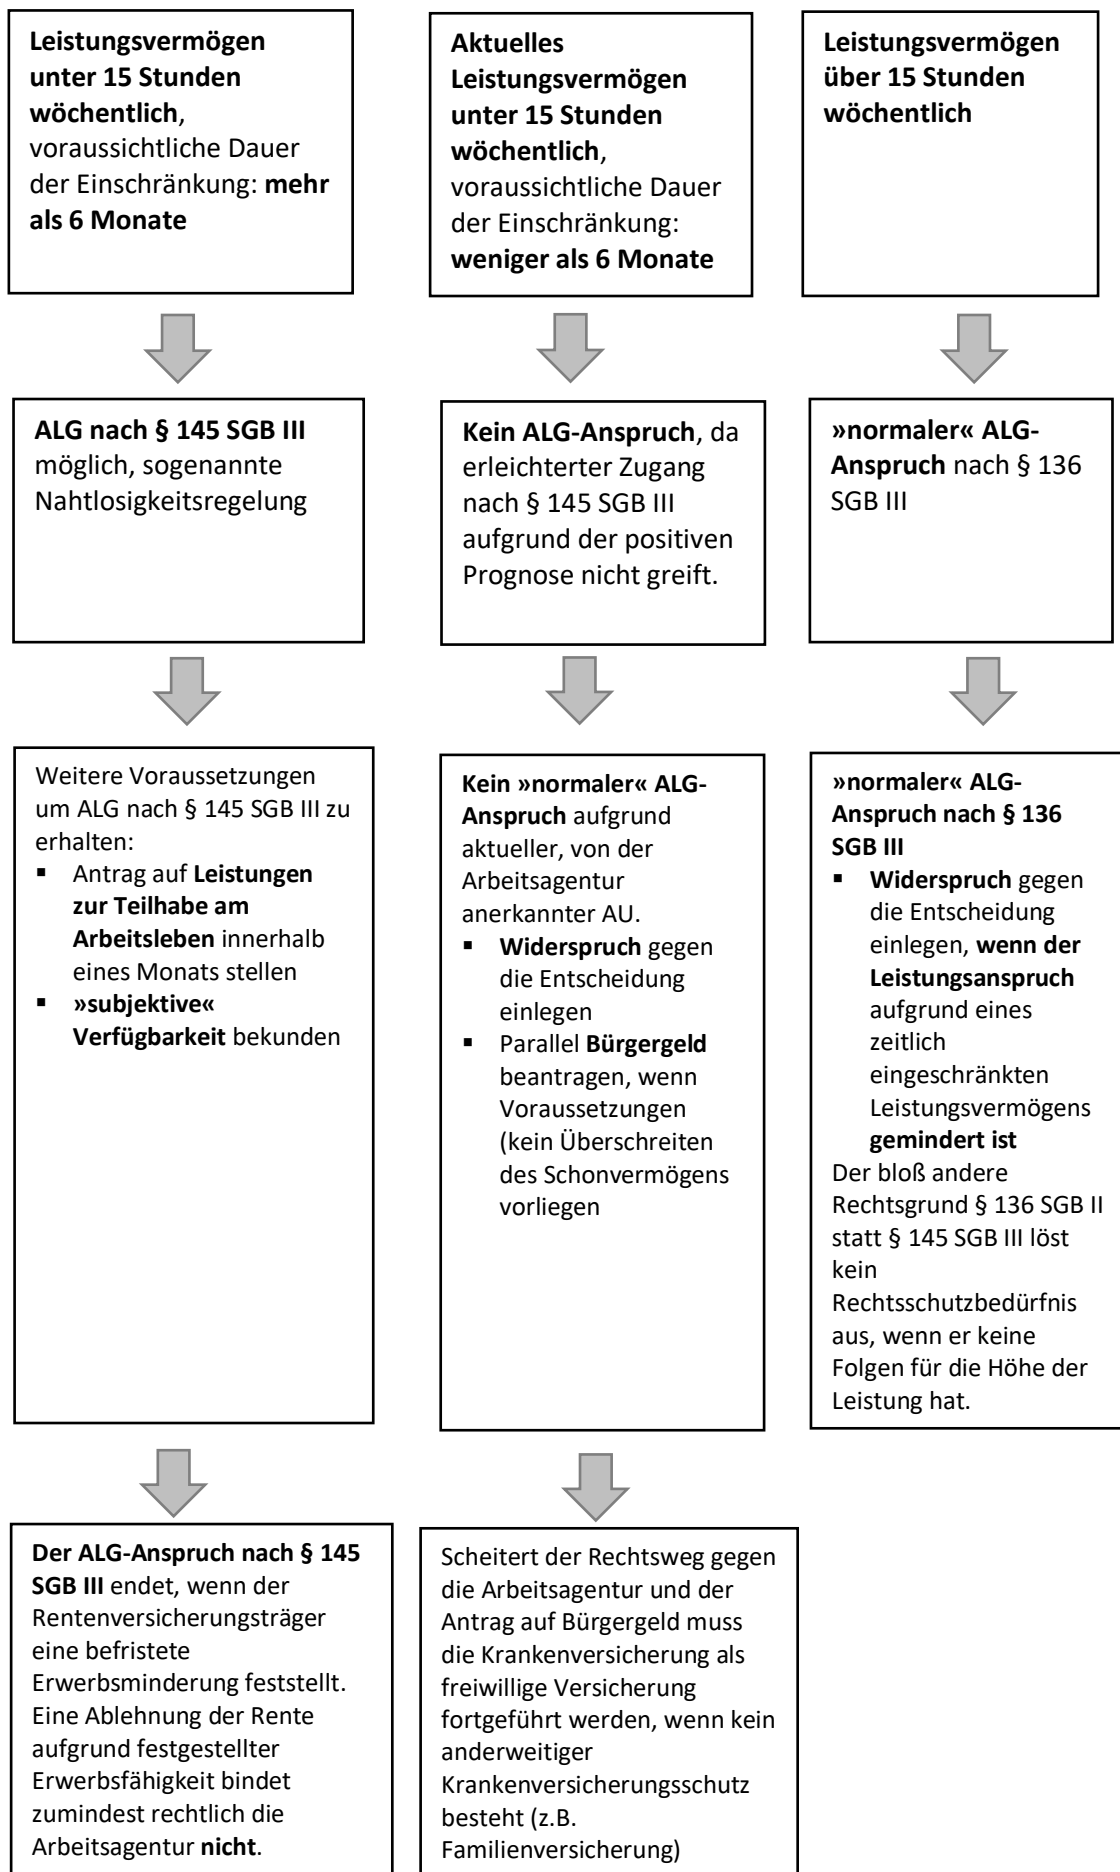 Leistungsvermögen
unter 15 Stunden
wöchentlich,
voraussichtliche Dauer
der Einschränkung: mehr
als 6 Monate
Aktuelles
Leistungsvermögen
unter 15 Stunden
wöchentlich,
voraussichtliche Dauer
der Einschränkung:
weniger als 6 Monate
Leistungsvermögen
über 15 Stunden
wöchentlich
ALG nach § 145 SGB III
möglich, sogenannte
Nahtlosigkeitsregelung
Kein ALG-Anspruch, da
erleichterter Zugang
nach § 145 SGB III
aufgrund der positiven
Prognose nicht greift.
»normaler« ALG-
Anspruch nach § 136
SGB III
Weitere Voraussetzungen
um ALG nach § 145 SGB III zu
erhalten:
▪ Antrag auf Leistungen
zur Teilhabe am
Arbeitsleben innerhalb
eines Monats stellen
▪ »subjektive«
Verfügbarkeit bekunden
Kein »normaler« ALG-
Anspruch aufgrund
aktueller, von der
Arbeitsagentur
anerkannter AU.
▪ Widerspruch gegen
die Entscheidung
einlegen
▪ Parallel Bürgergeld
beantragen, wenn
Voraussetzungen
(kein Überschreiten
des Schonvermögens
vorliegen
»normaler« ALG-
Anspruch nach § 136
SGB III
▪ Widerspruch gegen
die Entscheidung
einlegen, wenn der
Leistungsanspruch
aufgrund eines
zeitlich
eingeschränkten
Leistungsvermögens
gemindert ist
Der bloß andere
Rechtsgrund § 136 SGB II
statt § 145 SGB III löst
kein
Rechtsschutzbedürfnis
aus, wenn er keine
Folgen für die Höhe der
Leistung hat.
Der ALG-Anspruch nach § 145
SGB III endet, wenn der
Rentenversicherungsträger
eine befristete
Erwerbsminderung feststellt.
Eine Ablehnung der Rente
aufgrund festgestellter
Erwerbsfähigkeit bindet
zumindest rechtlich die
Arbeitsagentur nicht.
Scheitert der Rechtsweg gegen
die Arbeitsagentur und der
Antrag auf Bürgergeld muss
die Krankenversicherung als
freiwillige Versicherung
fortgeführt werden, wenn kein
anderweitiger
Krankenversicherungsschutz
besteht (z.B.
Familienversicherung)